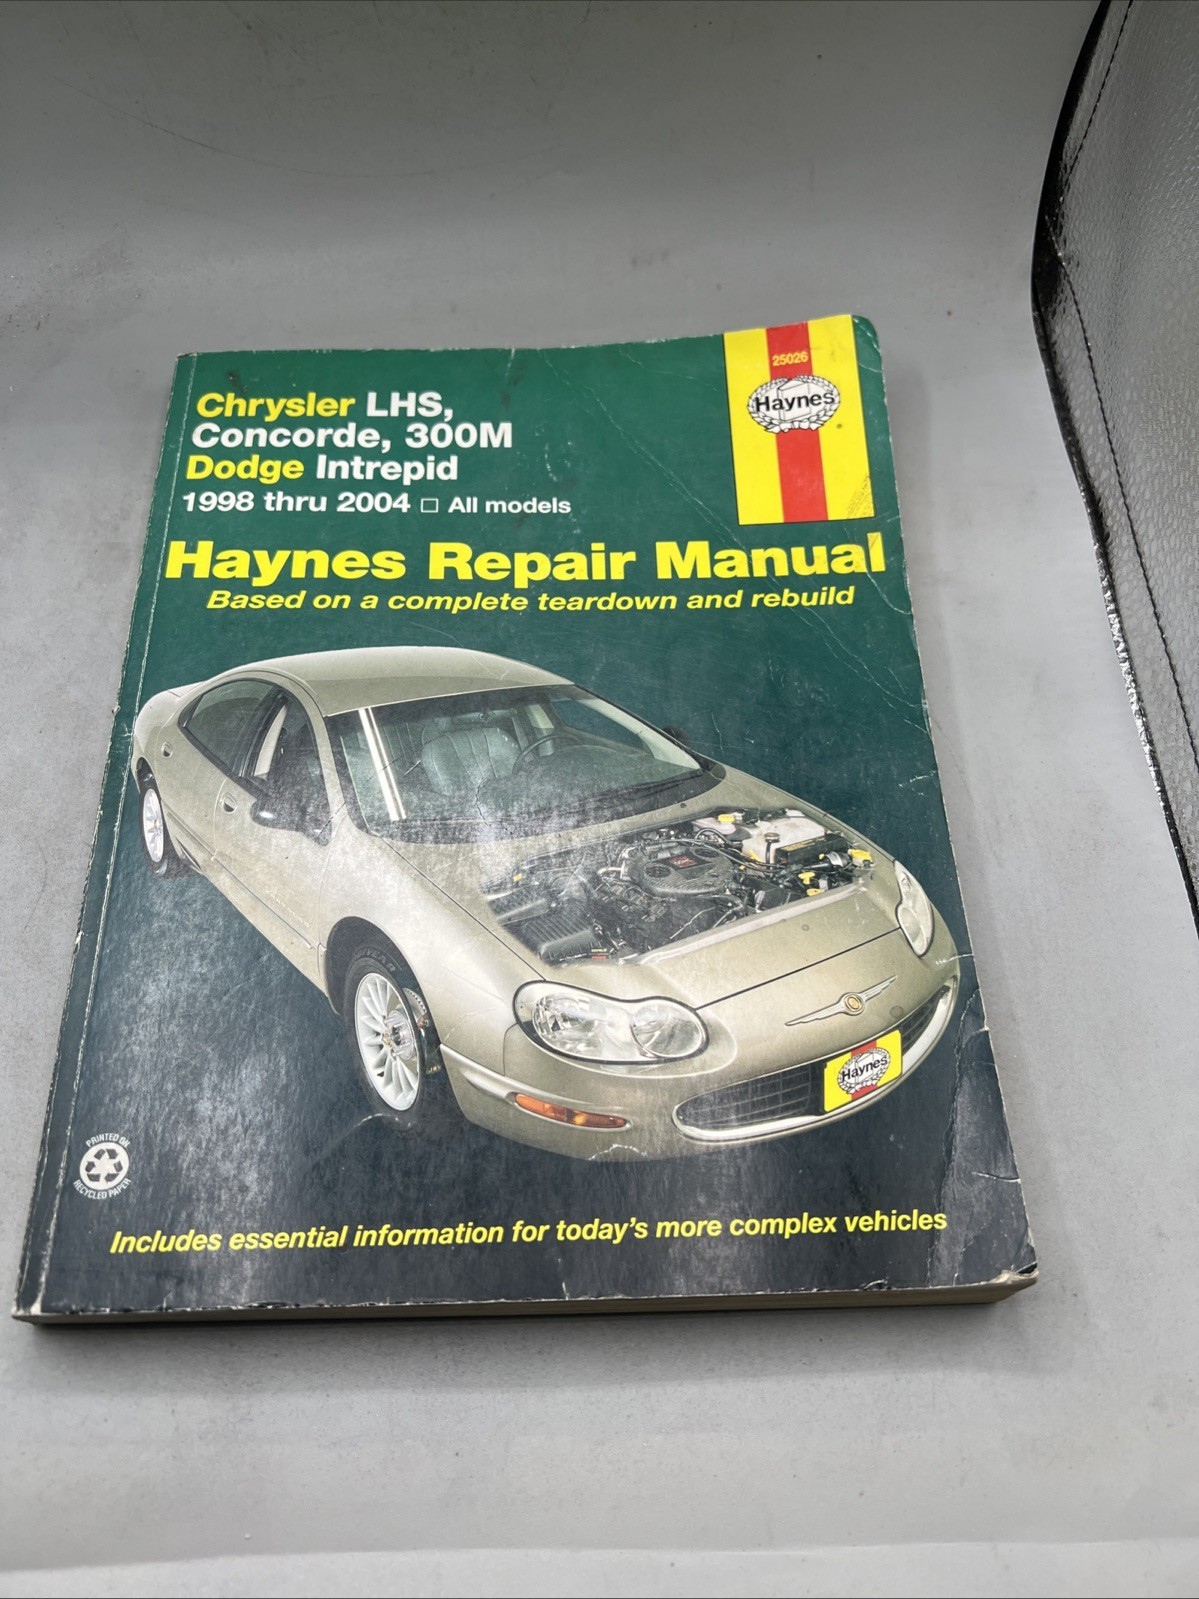 25026
Haynes
Chrysler LHS,
Concorde, 300M
Dodge Intrepid
1998 thru 2004 □ All models
Haynes Repair Manual
Based on a complete teardown and rebuild
Haynes
PRINTED ON
RECYCLED PAPER
Includes essential information for today's more complex vehicles